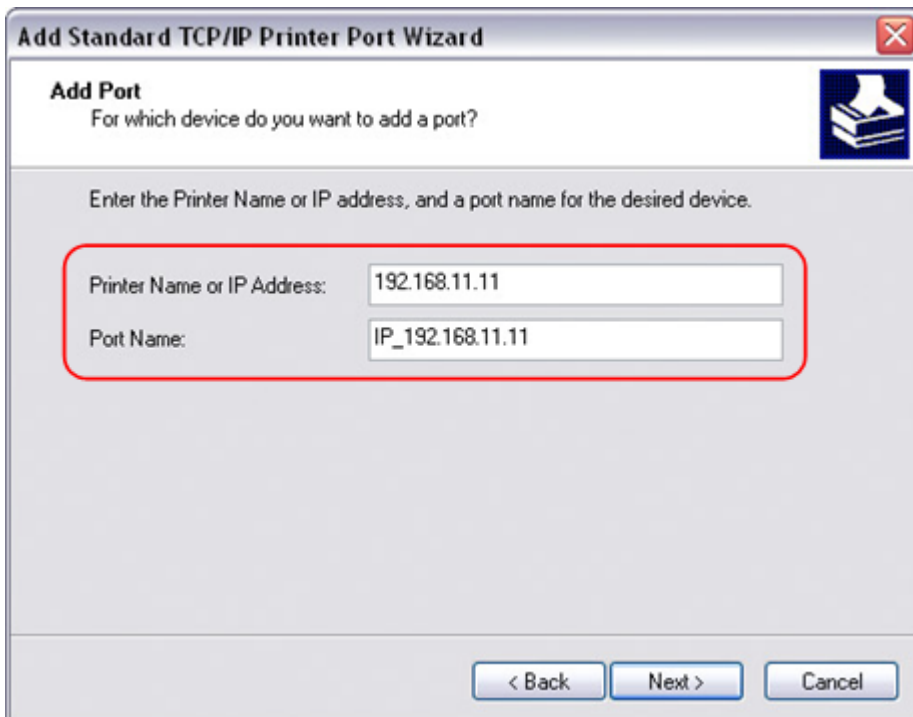 Add Standard TCP/IP Printer Port Wizard
Add Port
For which device do you want to add a port?
Enter the Printer Name or IP address, and a port name for the desired device.
Printer Name or IP Address: 192.168.11.11
Port Name: IP_192.168.11.11
< Back Next > Cancel